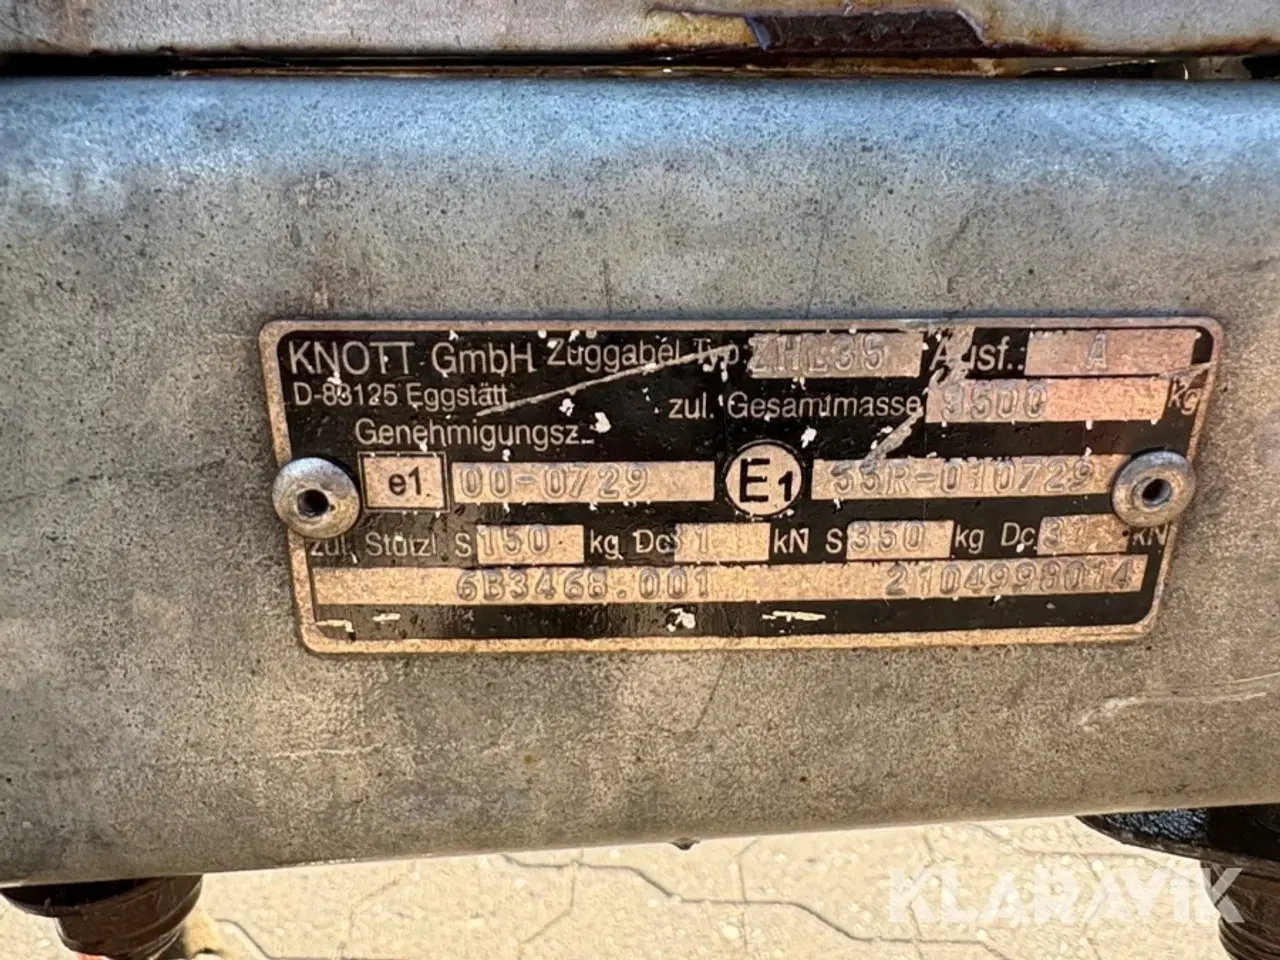 KNOTT GmbH Zuggabel Typ ZHL35 Ausf.: A
D-83125 Eggstätt zul. Gesamtmasse 3500 kg
Genehmigungsz.
e1 00-0729 E1 55R-010729
zul. Stützl. S 150 kg Dc 1 kN S 350 kg Dc kN
6B3468.001 2104998014
KLARAVIK